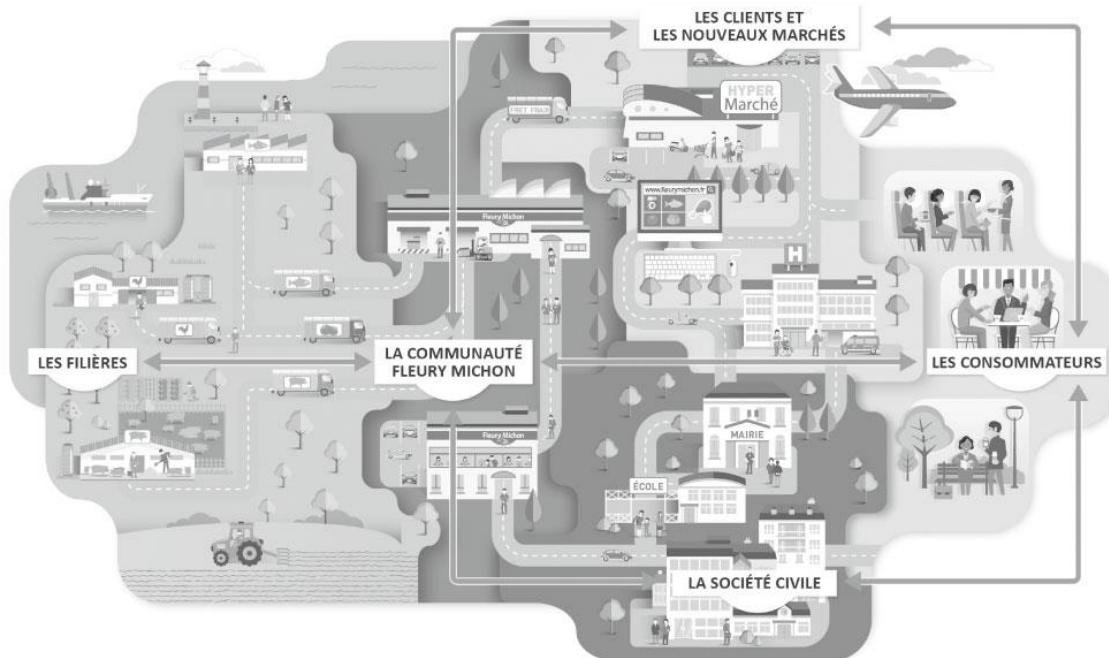 LES CLIENTS ET
LES NOUVEAUX MARCHÉS
HYPER
Marché
FRET FRAIR
www.fleurymichon.fr
Fleury Michon
H
LES FILIÈRES
LA COMMUNAUTÉ
FLEURY MICHON
LES CONSOMMATEURS
Fleury Michon
MAIRIE
ÉCOLE
LA SOCIÉTÉ CIVILE